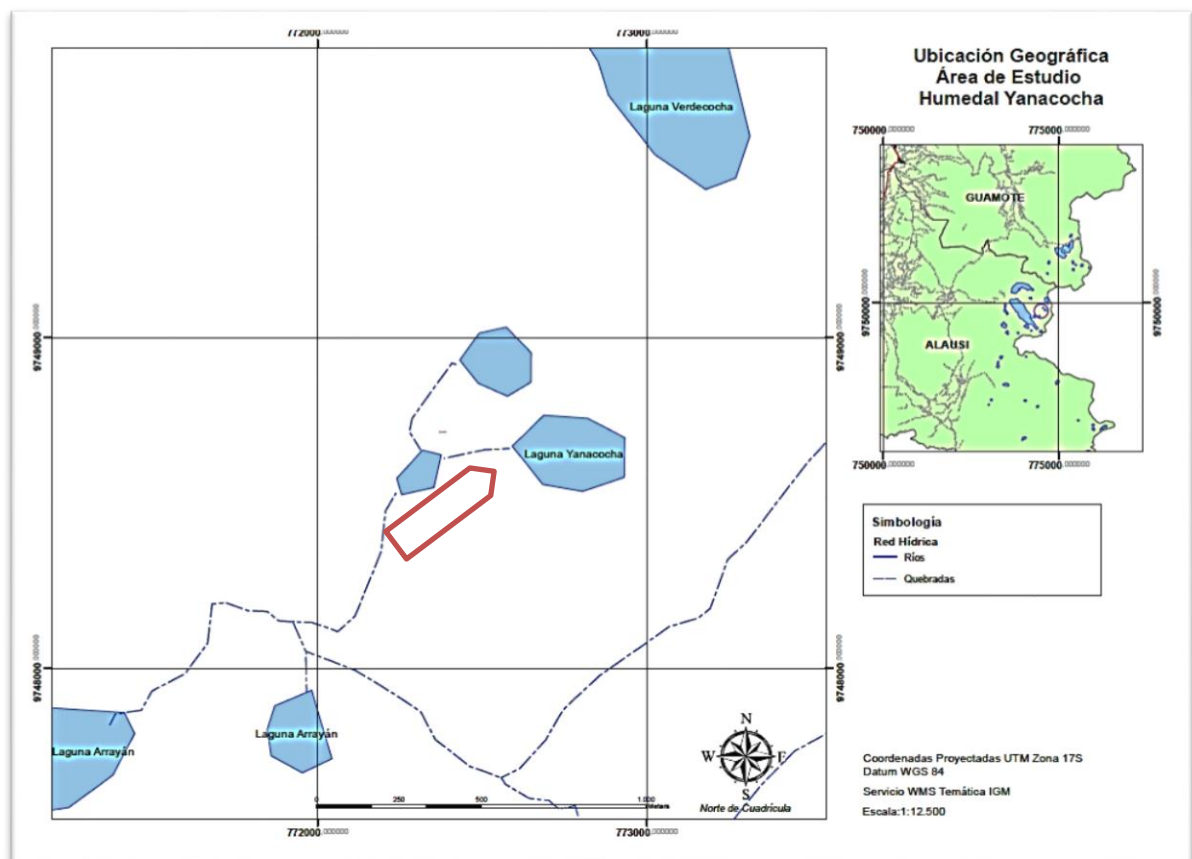 772000.000000
773000.000000
Laguna Verdecocha
9749000.000000
9749000.000000
Laguna Yanacocha
9748000.000000
9748000.000000
Laguna Arrayán
Laguna Arrayán
N
W
E
S
Norte de Cuadrícula
0
250
500
1.000
Meters
772000.000000
773000.000000
Ubicación Geográfica
Área de Estudio
Humedal Yanacocha
750000.000000
775000.000000
GUAMOTE
9750000.000000
9750000.000000
ALAUSI
750000.000000
775000.000000
Simbología
Red Hídrica
Ríos
Quebradas
Coordenadas Proyectadas UTM Zona 17S
Datum WGS 84
Servicio WMS Temática IGM
Escala:1:12.500